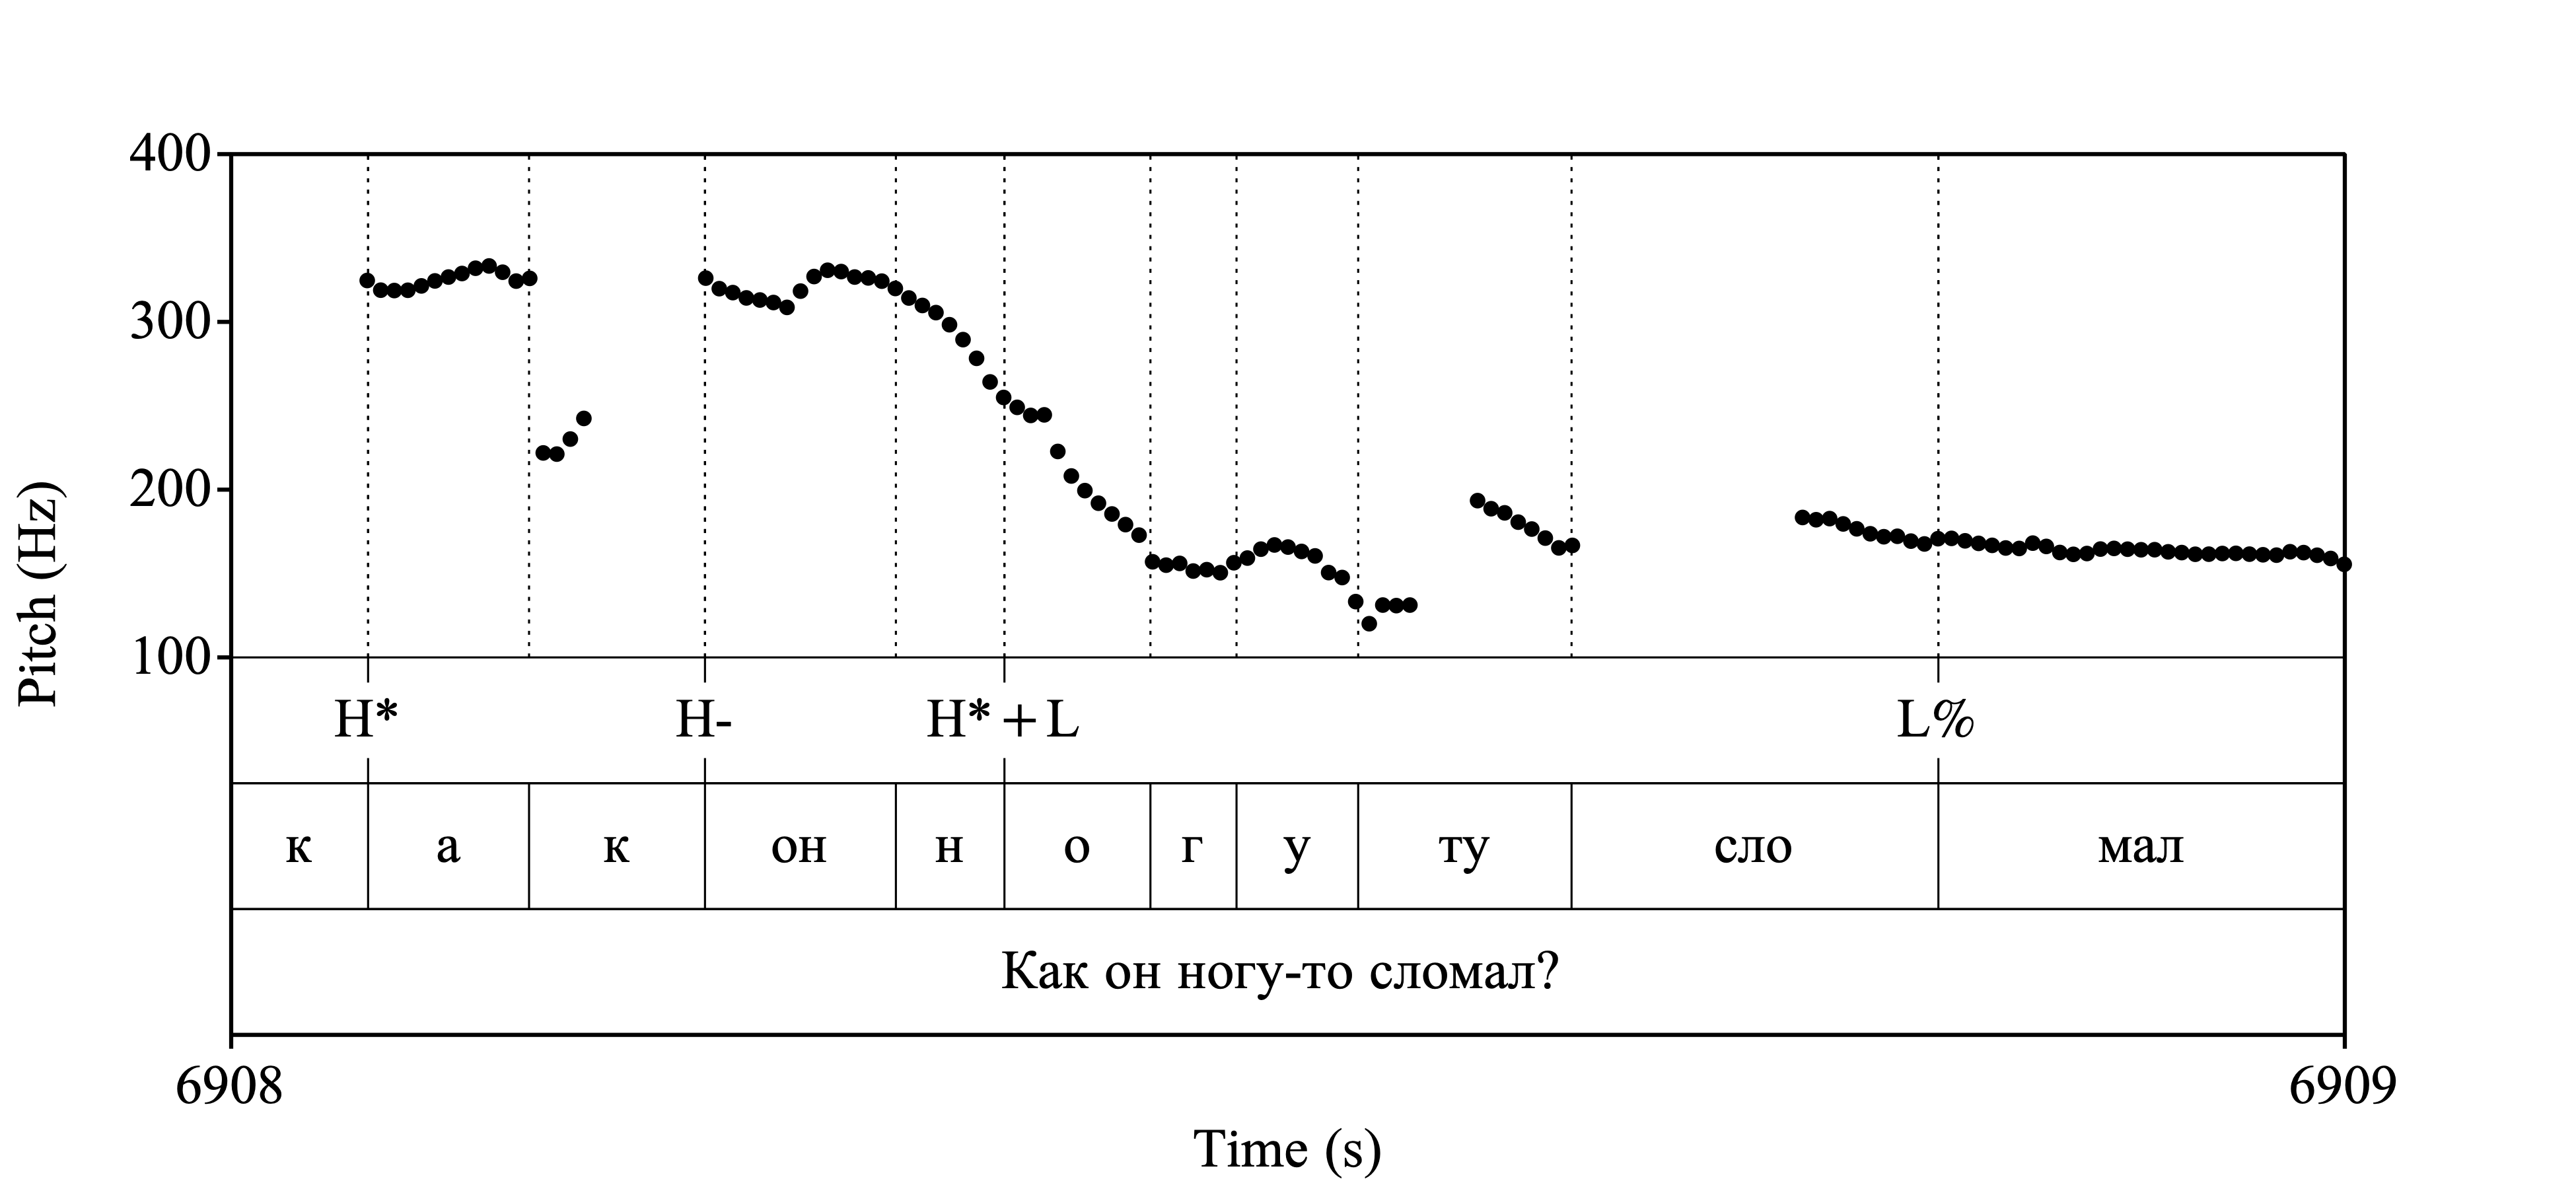 400
300
200
100
Pitch (Hz)
H* H- H*+L L%
к а к он н о г у ту сло мал
Как он ногу-то сломал?
6908 6909
Time (s)